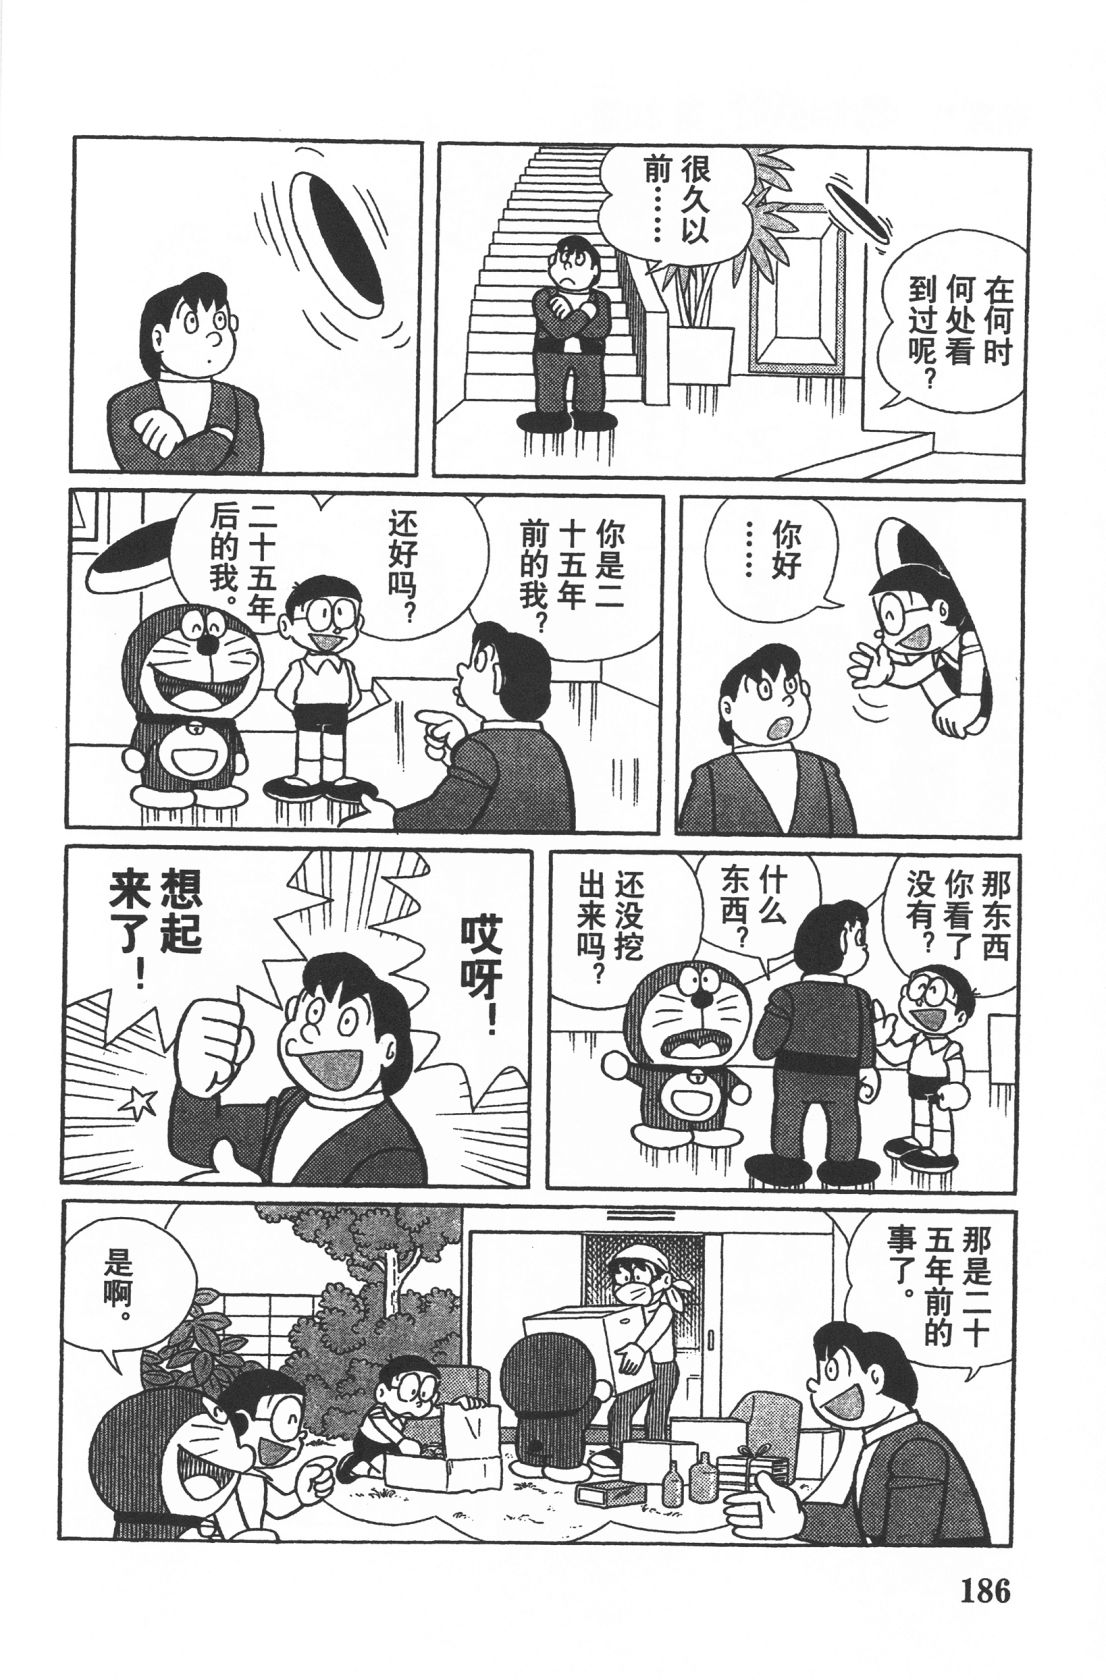 在何时
何处看
到过呢？
很久以
前……
你好
……
你是二
十五年
前的我？
还好吗？
二十五年
后的我。
那东西
你看了
没有？
什么
东西？
还没挖
出来吗？
哎呀！
想起
来了！
那是二十
五年前的
事了。
是啊。
186